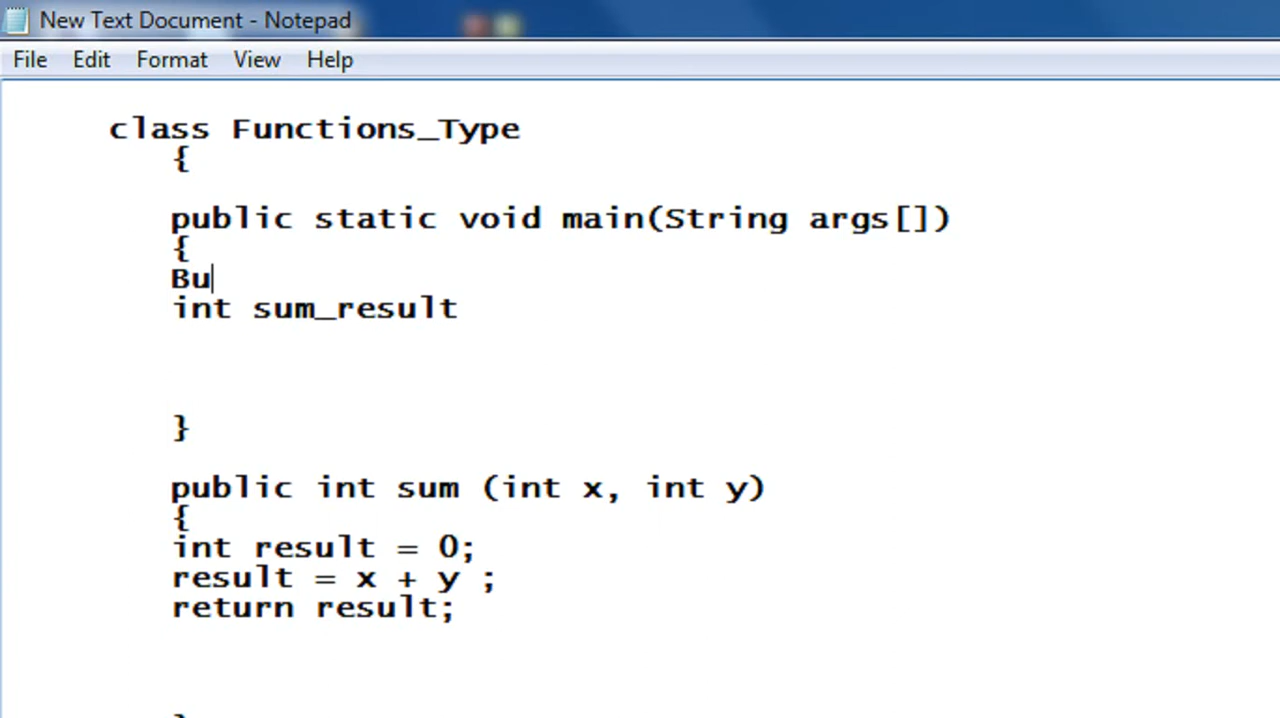 New Text Document - Notepad
File Edit Format View Help
class Functions_Type
{
public static void main(String args[])
{
Bu
int sum_result
}
public int sum (int x, int y)
{
int result = 0;
result = x + y ;
return result;